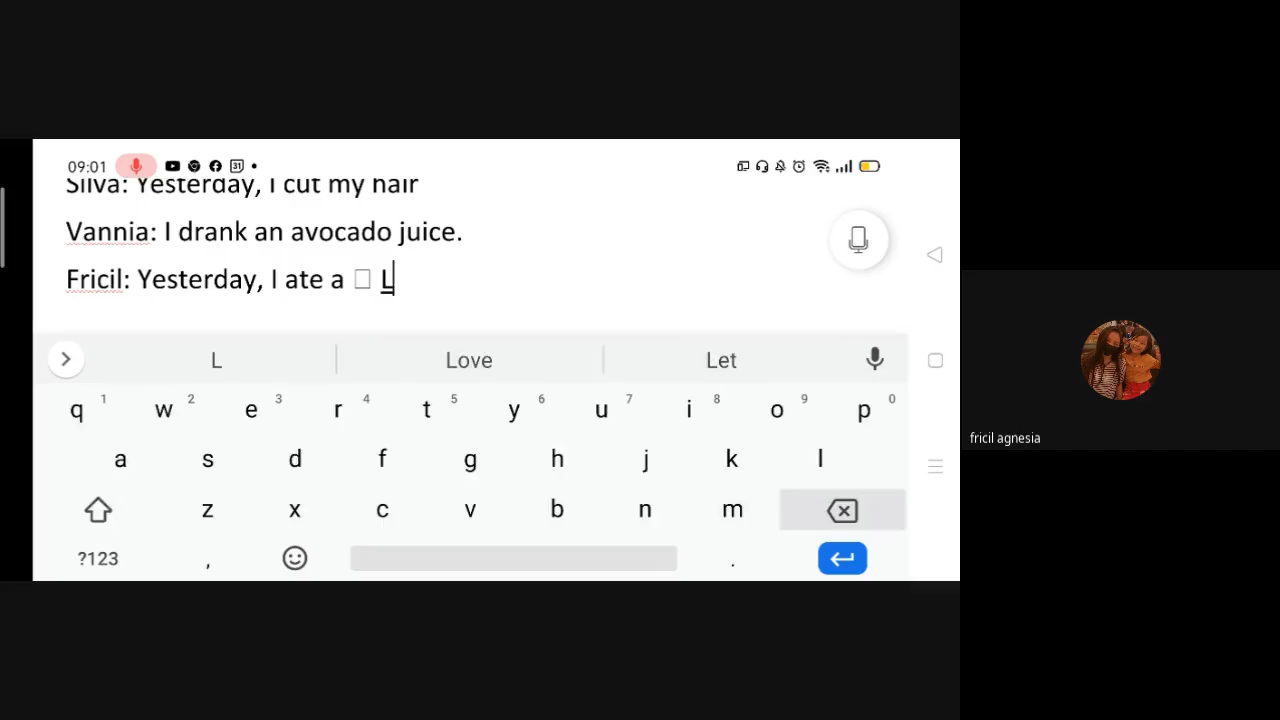 09:01
31
Silva: Yesterday, I cut my hair
Vannia: I drank an avocado juice.
Fricil: Yesterday, I ate a □ L
L Love Let
q 1 w 2 e 3 r 4 t 5 y 6 u 7 i 8 o 9 p 0
a s d f g h j k l
z x c v b n m
?123 , .
fricil agnesia